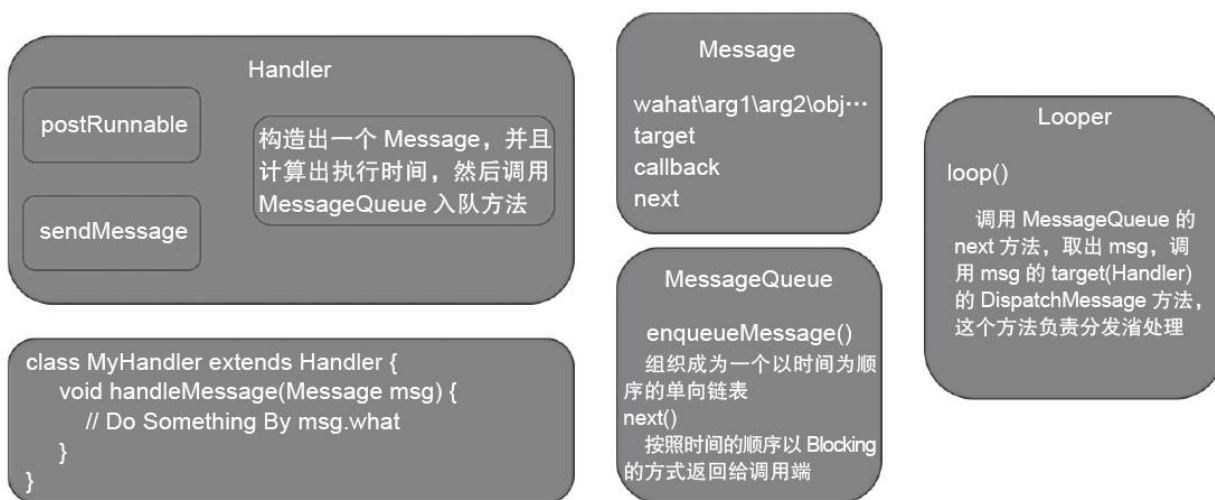 Handler
postRunnable
sendMessage
构造出一个 Message，并且
计算出执行时间，然后调用
MessageQueue 入队方法
class MyHandler extends Handler {
void handleMessage(Message msg) {
// Do Something By msg.what
}
}
Message
wahat\arg1\arg2\obj…
target
callback
next
MessageQueue
enqueueMessage()
组织成为一个以时间为顺
序的单向链表
next()
按照时间的顺序以 Blocking
的方式返回给调用端
Looper
loop()
调用 MessageQueue 的
next 方法，取出 msg，调
用 msg 的 target(Handler)
的 DispatchMessage 方法，
这个方法负责分发渻处理